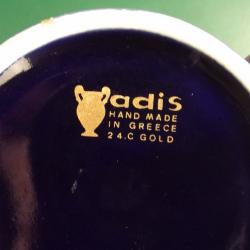 adis
HAND MADE
IN GREECE
24.C GOLD